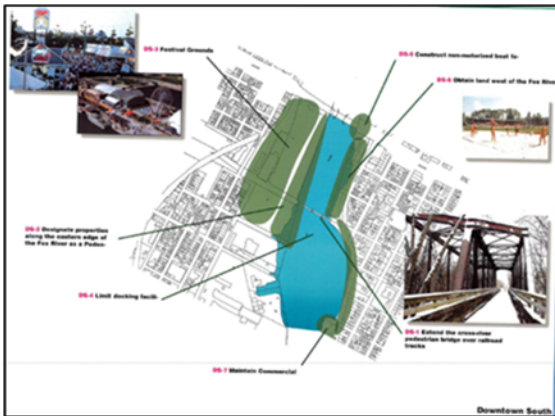 DS-3 Festival Grounds
DS-5 Construct non-motorized boat fa-
DS-6 Obtain land west of the Fox River
DS-2 Designate properties
along the eastern edge of
the Fox River as a Pedes-
DS-4 Limit docking facili-
DS-1 Extend the cross-river
pedestrian bridge over railroad
tracks
DS-7 Maintain Commercial
Downtown South